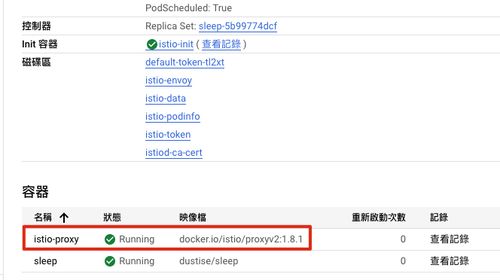 PodScheduled: True
控制器 Replica Set: sleep-5b99774dcf
Init 容器 istio-init ( 查看記錄 )
磁碟區 default-token-tl2xt
istio-envoy
istio-data
istio-podinfo
istio-token
istiod-ca-cert
容器
名稱 ↑ 狀態 映像檔 重新啟動次數 記錄
istio-proxy Running docker.io/istio/proxyv2:1.8.1 0 查看記錄
sleep Running dustise/sleep 0 查看記錄